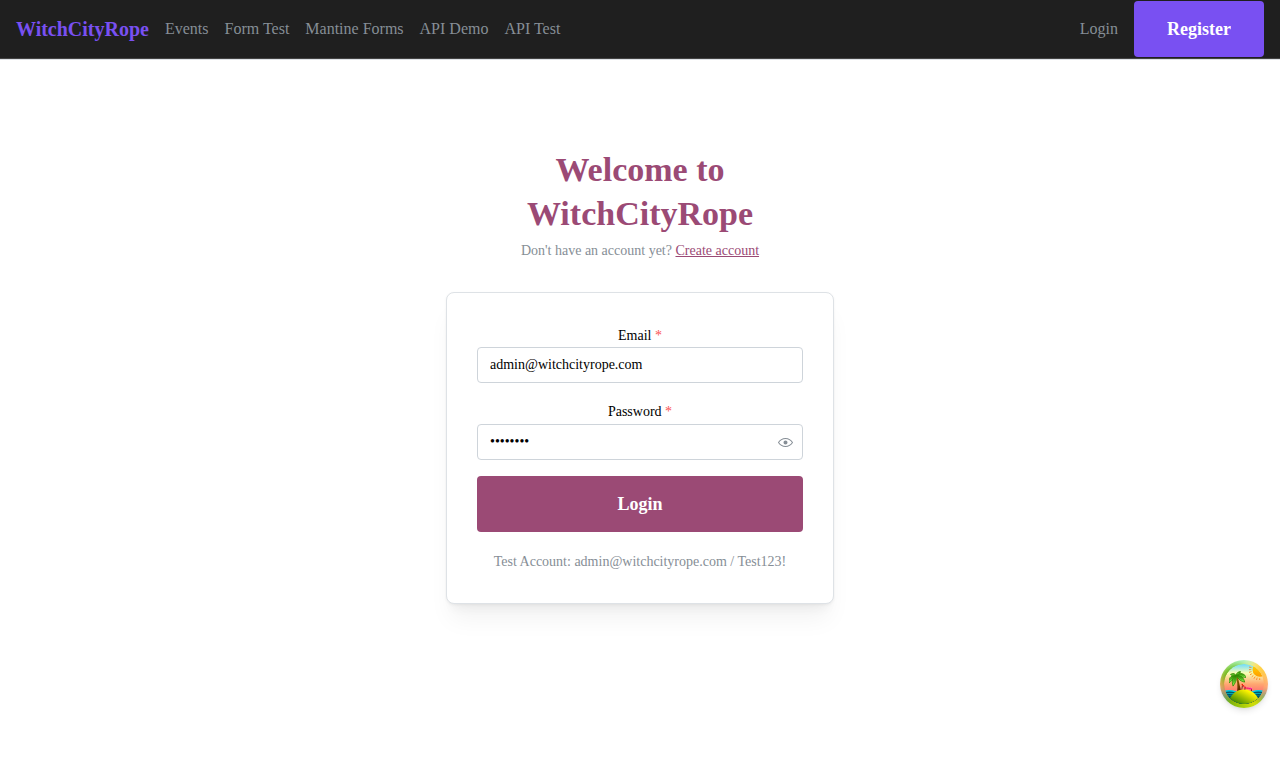 WitchCityRope Events Form Test Mantine Forms API Demo API Test Login Register
Welcome to
WitchCityRope
Don't have an account yet? Create account
Email *
admin@witchcityrope.com
Password *
••••••••
Login
Test Account: admin@witchcityrope.com / Test123!